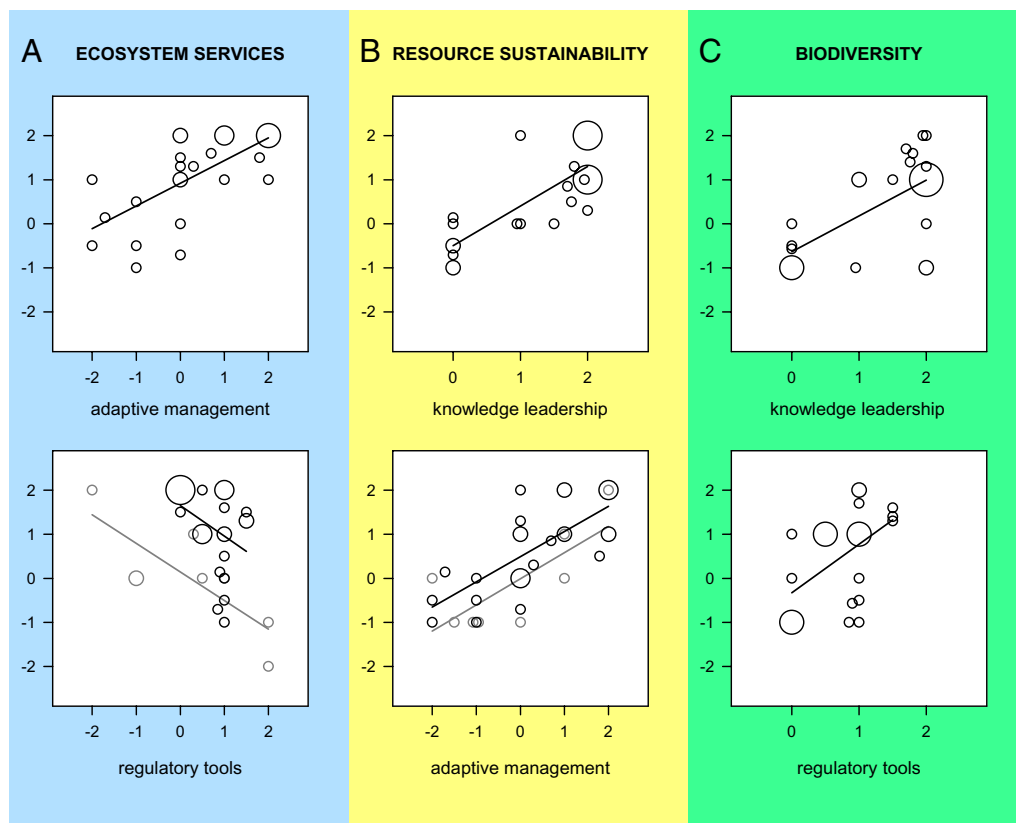 A ECOSYSTEM SERVICES
B RESOURCE SUSTAINABILITY
C BIODIVERSITY
2
1
0
-1
-2
-2 -1 0 1 2
adaptive management
2
1
0
-1
-2
0 1 2
knowledge leadership
2
1
0
-1
-2
0 1 2
knowledge leadership
2
1
0
-1
-2
-2 -1 0 1 2
regulatory tools
2
1
0
-1
-2
-2 -1 0 1 2
adaptive management
2
1
0
-1
-2
0 1 2
regulatory tools